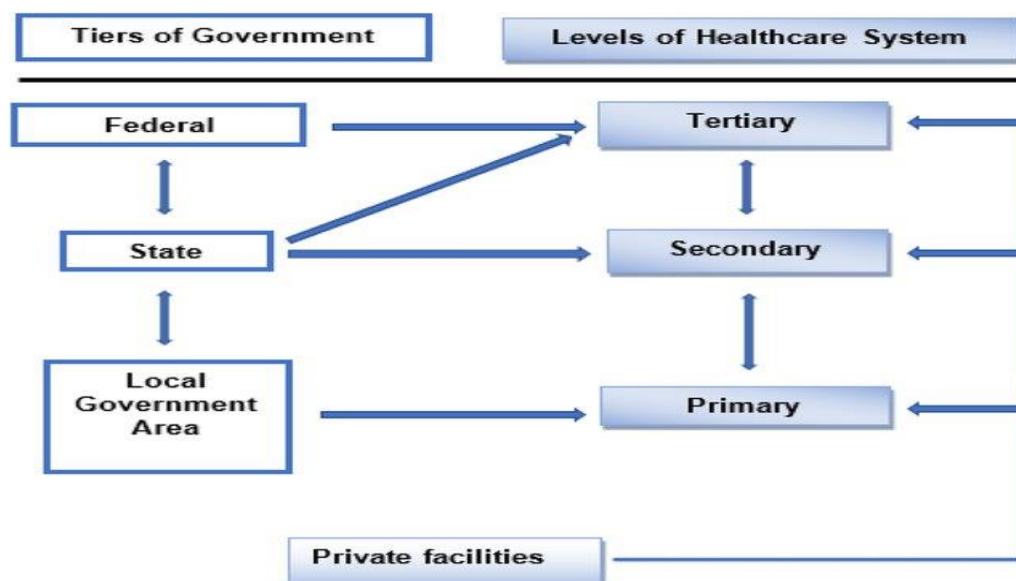 Tiers of Government
Levels of Healthcare System
Federal
Tertiary
State
Secondary
Local
Government
Area
Primary
Private facilities